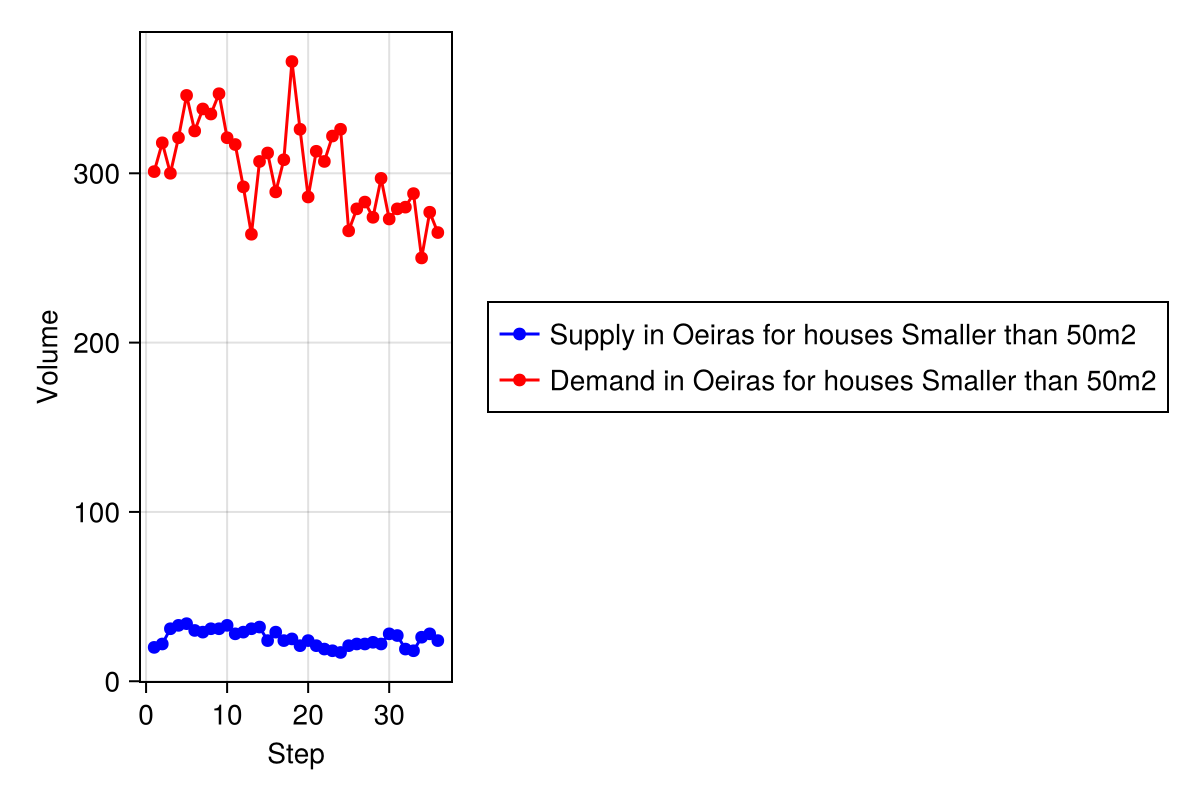 300
200
100
0
Volume
0 10 20 30
Step
Supply in Oeiras for houses Smaller than 50m2
Demand in Oeiras for houses Smaller than 50m2